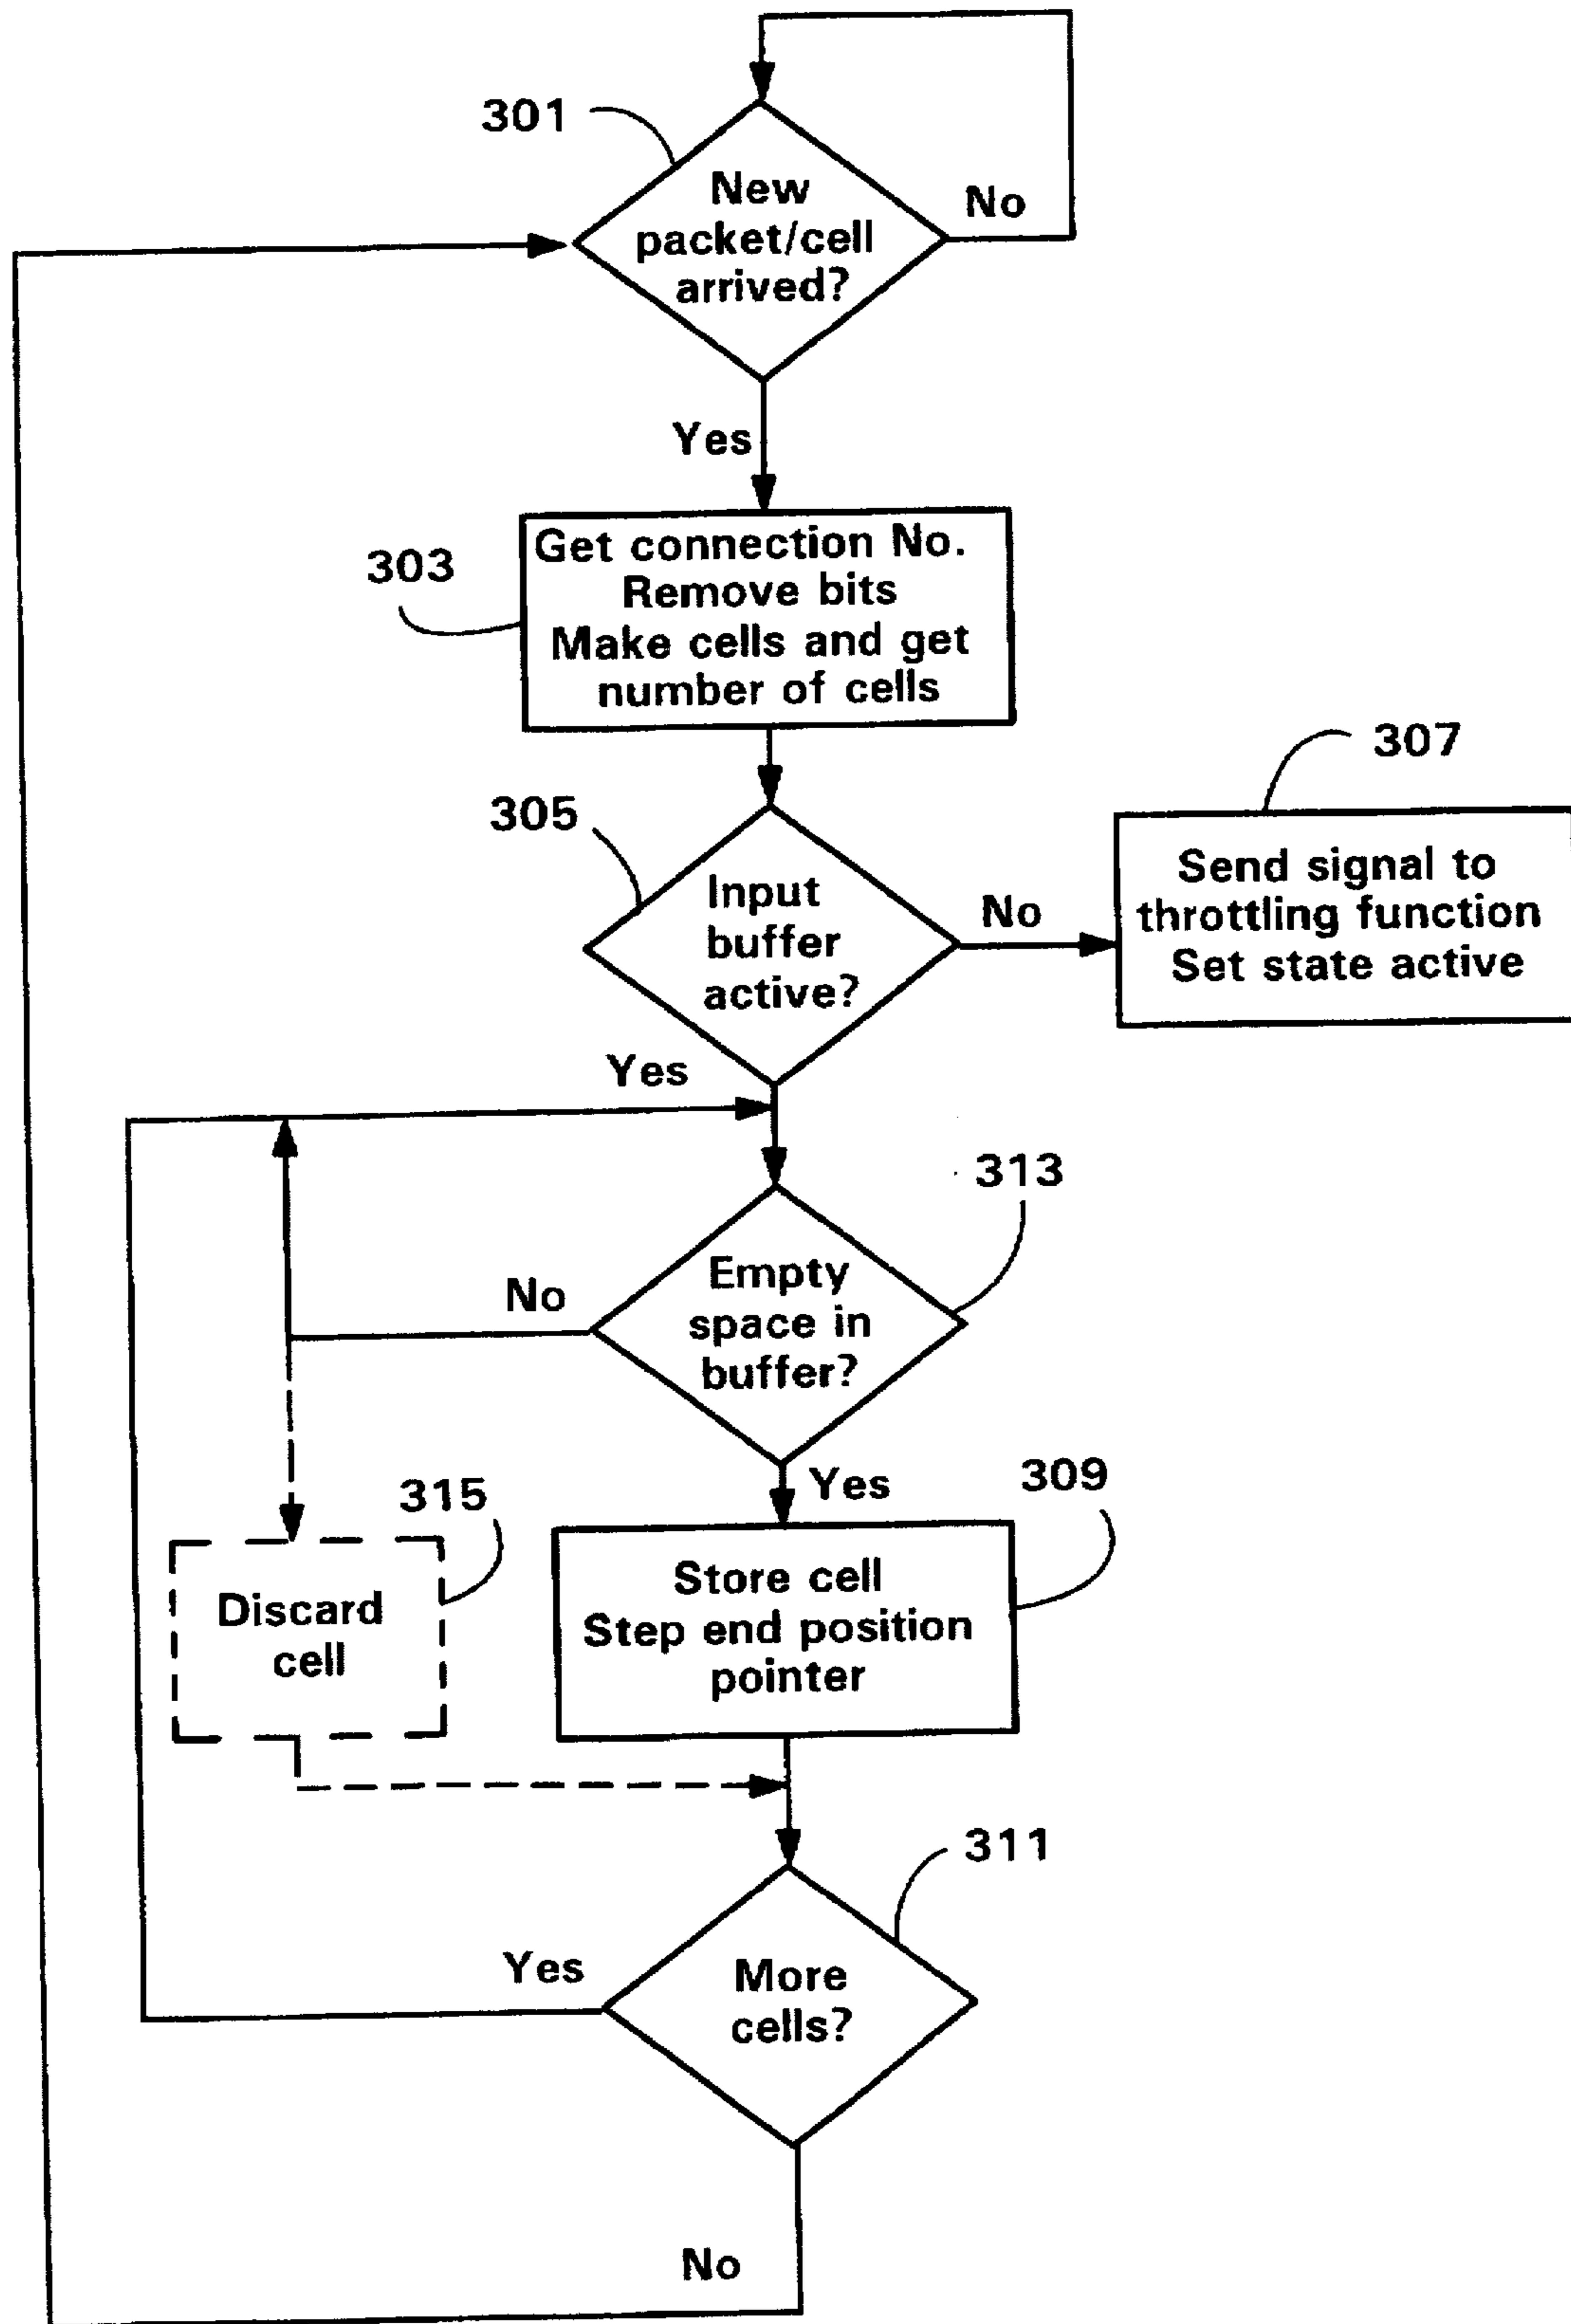 301
New
packet/cell
arrived?
No
Yes
303
Get connection No.
Remove bits
Make cells and get
number of cells
305
Input
buffer
active?
No
307
Send signal to
throttling function
Set state active
Yes
313
Empty
space in
buffer?
No
Yes
315
Discard
cell
309
Store cell
Step end position
pointer
311
More
cells?
Yes
No